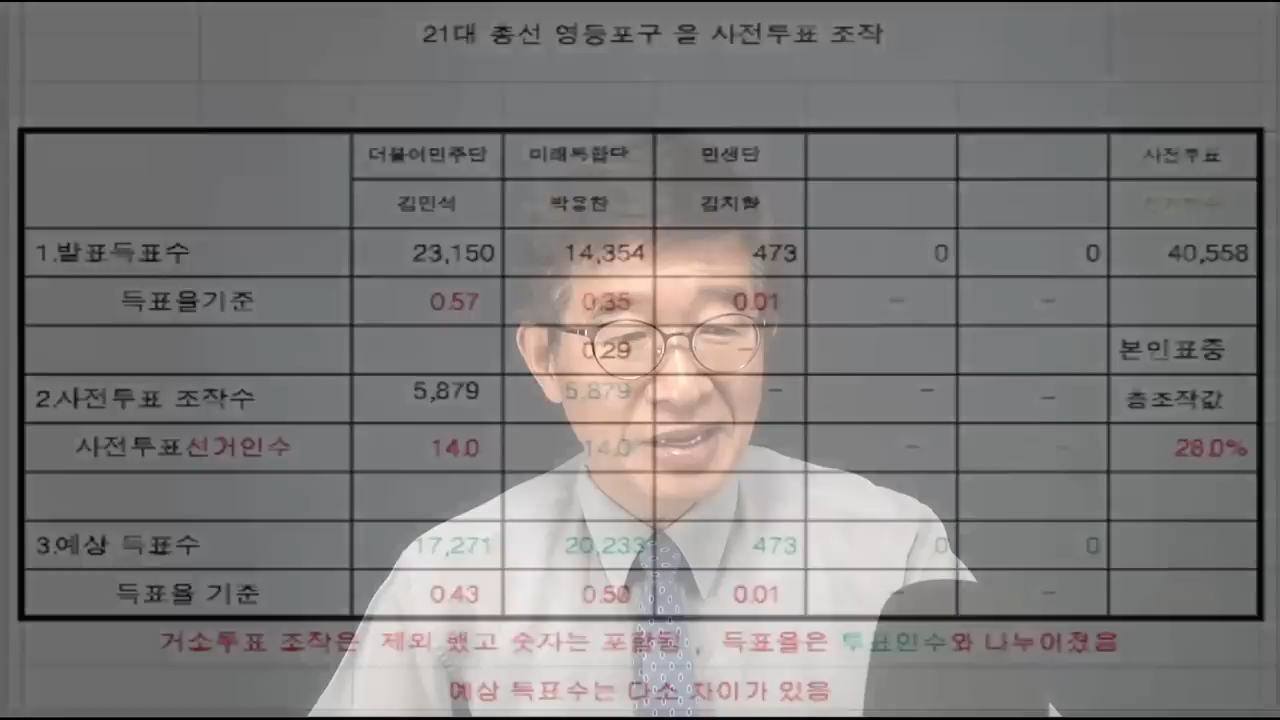 21대 총선 영등포구 을 사전투표 조작
더불어민주당 미래통합당 민생당 사전투표
김민석 박용찬
1.발표득표수 23,150 14,354 473 0 0 40,558
득표율기준 0.57 0.35 0.01 - -
0.29 - 본인표중
2.사전투표 조작수 5,879 5,879 - - - 총조작값
사전투표선거인수 14.0 14.0 - - 28.0%
3.예상 득표수 17,271 20,233 473 0 0
득표율 기준 0.43 0.50 0.01 - -
거소투표 조작은 제외 했고 숫자는 포함됨, 득표율은 투표인수와 나누어졌음
예상 득표수는 다소 차이가 있음